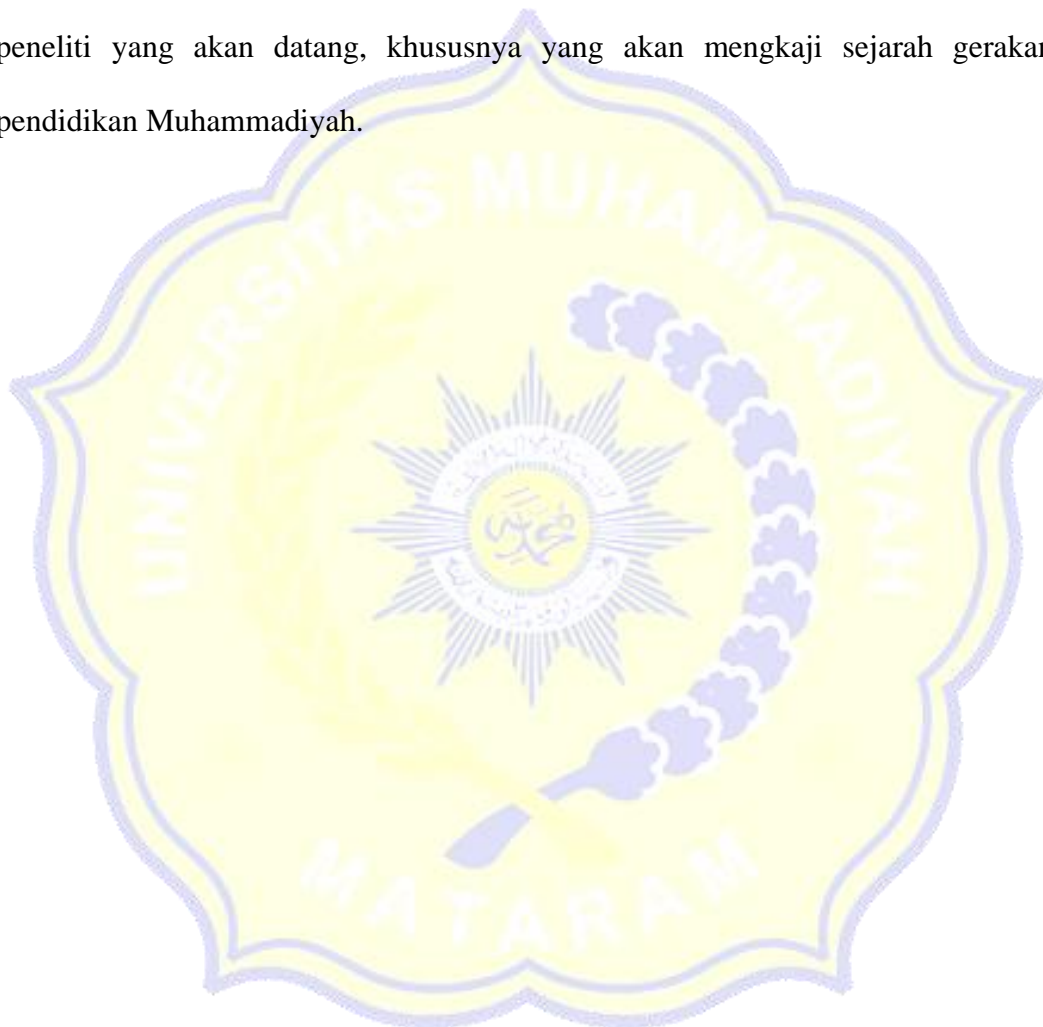 peneliti yang akan datang, khususnya yang akan mengkaji sejarah gerakan
pendidikan Muhammadiyah.
UNIVERSITAS MUHAMMADIYAH
MATARAM